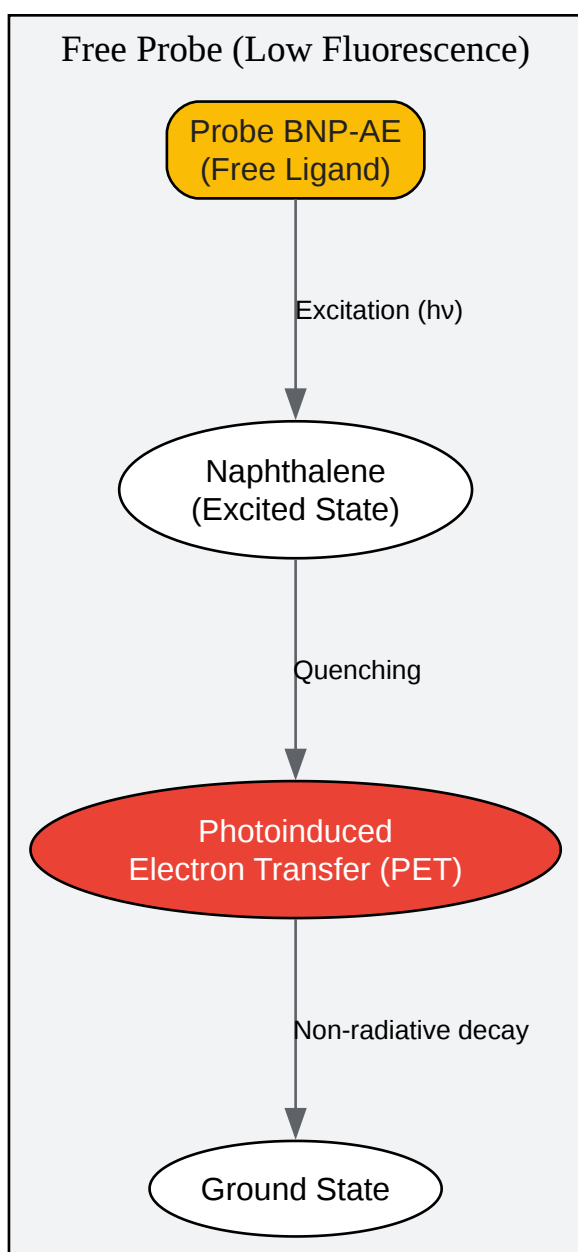 Free Probe (Low Fluorescence)
Probe BNP-AE
(Free Ligand)
Excitation (hν)
Naphthalene
(Excited State)
Quenching
Photoinduced
Electron Transfer (PET)
Non-radiative decay
Ground State